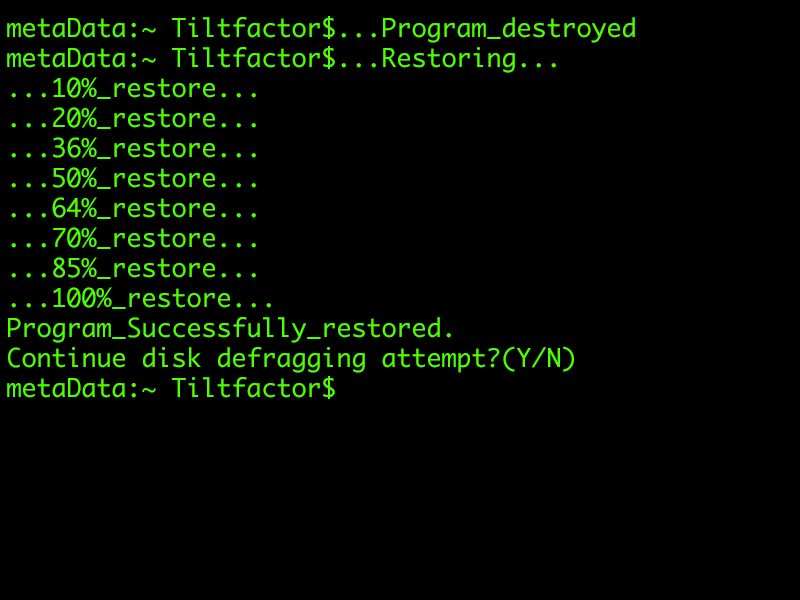 metaData:~ Tiltfactor$...Program_destroyed
metaData:~ Tiltfactor$...Restoring...
...10%_restore...
...20%_restore...
...36%_restore...
...50%_restore...
...64%_restore...
...70%_restore...
...85%_restore...
...100%_restore...
Program_Successfully_restored.
Continue disk defragging attempt?(Y/N)
metaData:~ Tiltfactor$